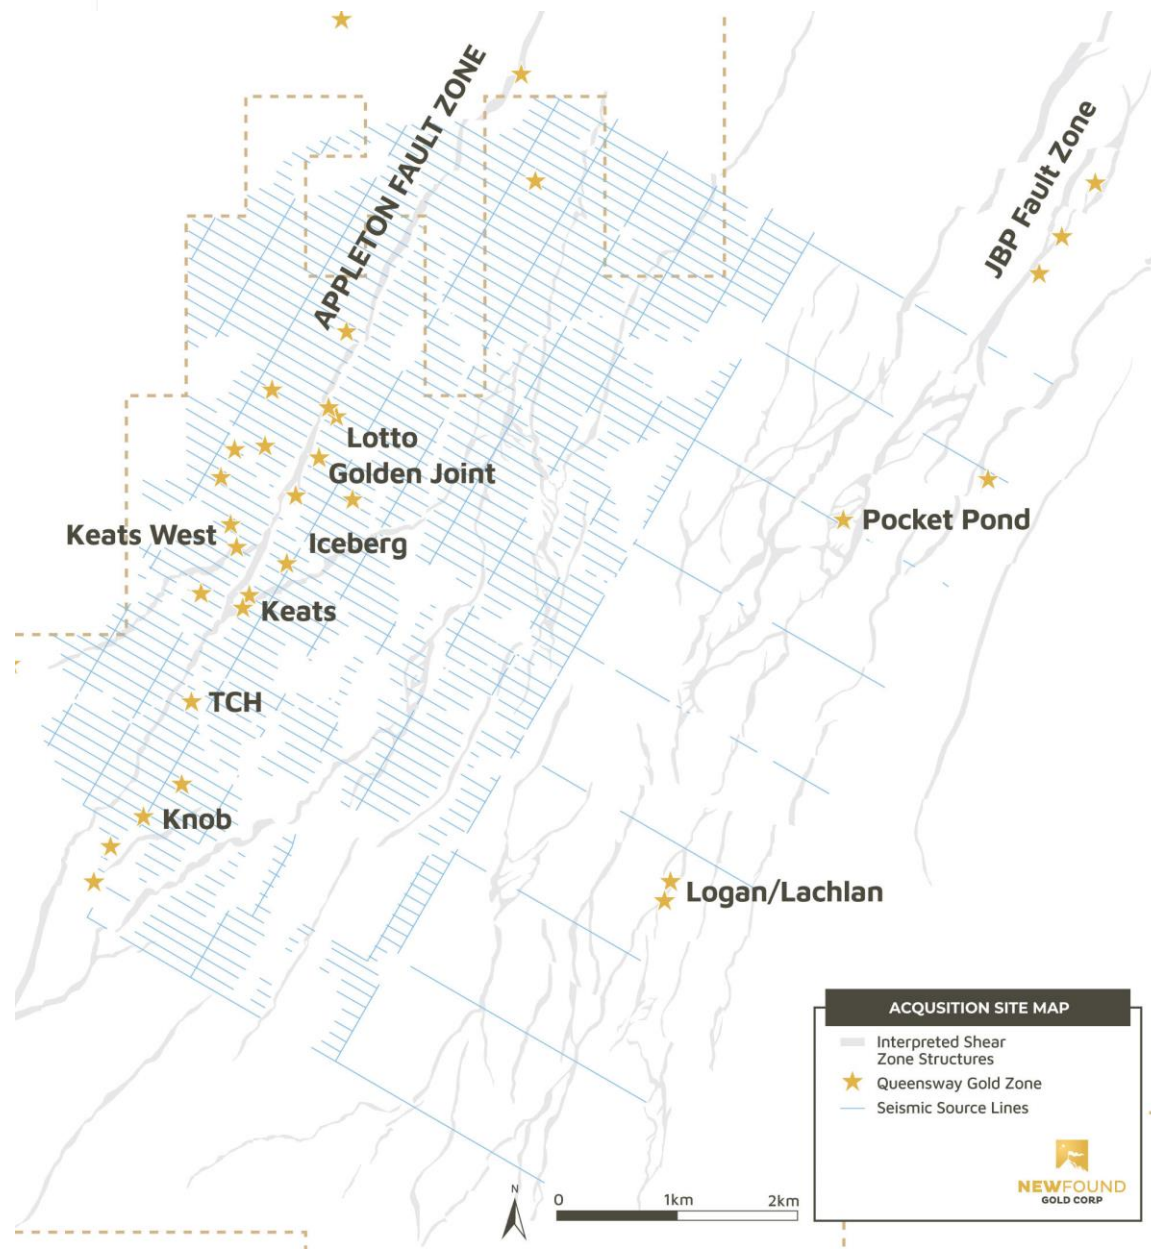 APPLETON FAULT ZONE
JBP Fault Zone
Lotto
Golden Joint
Keats West
Iceberg
Keats
Pocket Pond
TCH
Knob
Logan/Lachlan
ACQUSITION SITE MAP
Interpreted Shear
Zone Structures
Queensway Gold Zone
Seismic Source Lines
NEWFOUND
GOLD CORP
N
0 1km 2km